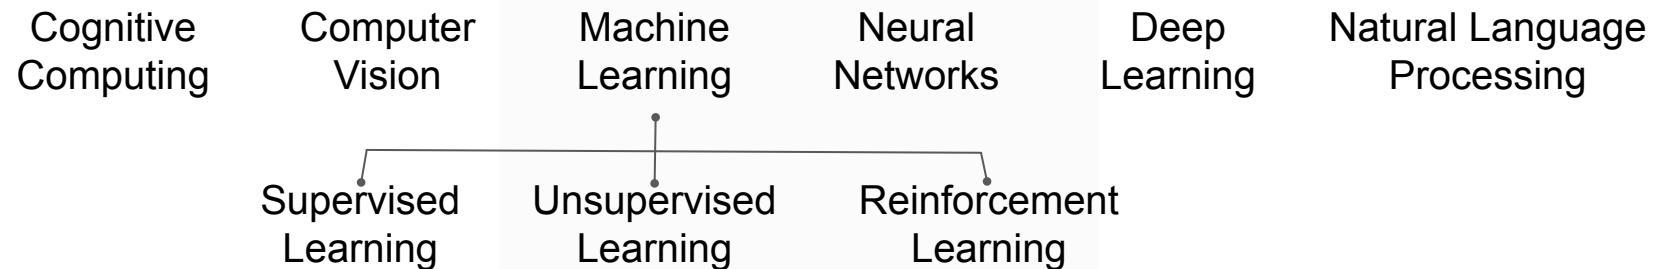 Cognitive Computing
Computer Vision
Machine Learning
Neural Networks
Deep Learning
Natural Language Processing
Supervised Learning
Unsupervised Learning
Reinforcement Learning